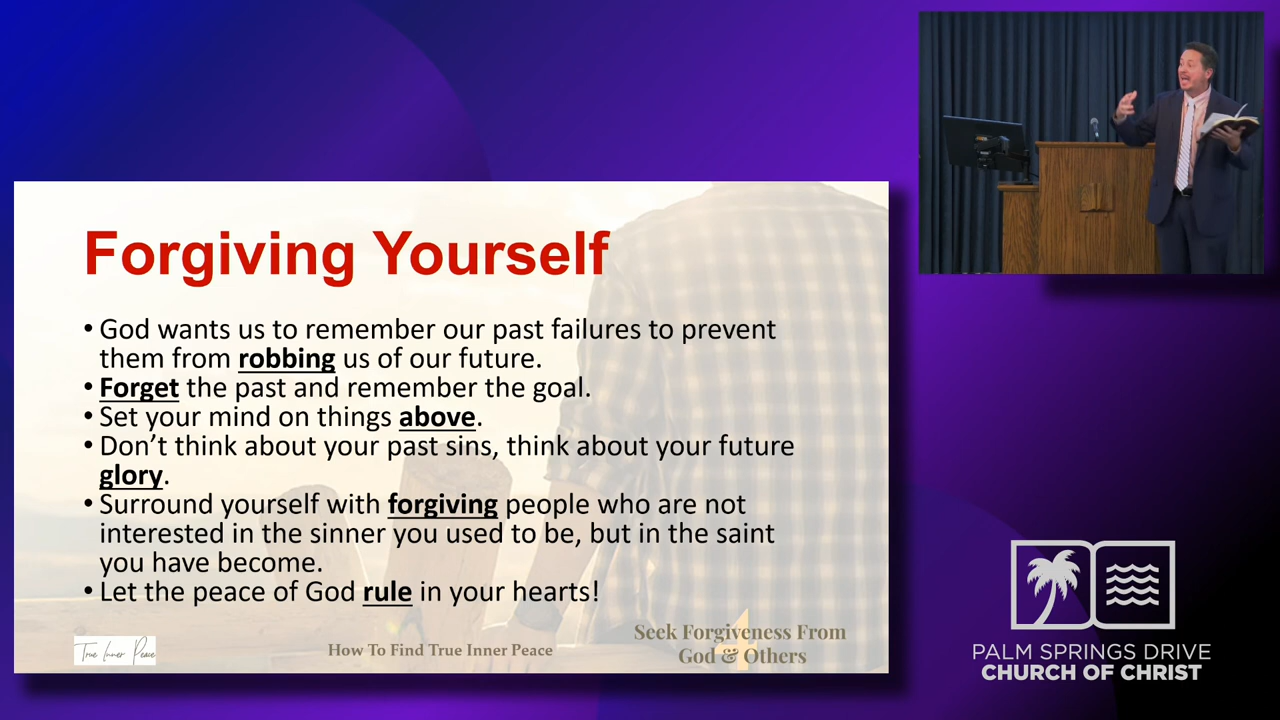 Forgiving Yourself
• God wants us to remember our past failures to prevent
them from robbing us of our future.
• Forget the past and remember the goal.
• Set your mind on things above.
• Don’t think about your past sins, think about your future
glory.
• Surround yourself with forgiving people who are not
interested in the sinner you used to be, but in the saint
you have become.
• Let the peace of God rule in your hearts!
True Inner Peace
How To Find True Inner Peace
4
Seek Forgiveness From
God & Others
PALM SPRINGS DRIVE
CHURCH OF CHRIST